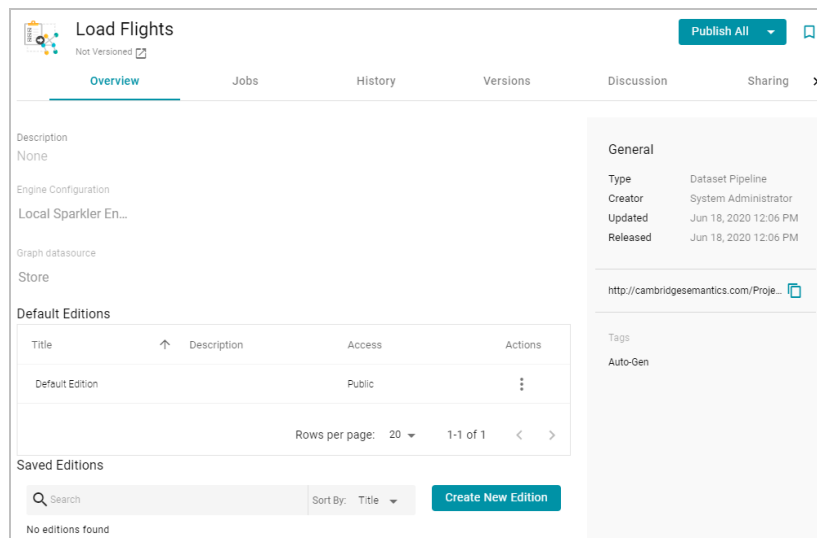 Load Flights
Publish All
Not Versioned
Overview Jobs History Versions Discussion Sharing
Description
None
Engine Configuration
Local Sparkler En...
Graph datasource
Store
Default Editions
Title Description Access Actions
Default Edition Public
Rows per page: 20 1-1 of 1
Saved Editions
Search Sort By: Title Create New Edition
No editions found
General
Type Dataset Pipeline
Creator System Administrator
Updated Jun 18, 2020 12:06 PM
Released Jun 18, 2020 12:06 PM
http://cambridgesemantics.com/Proje...
Tags
Auto-Gen